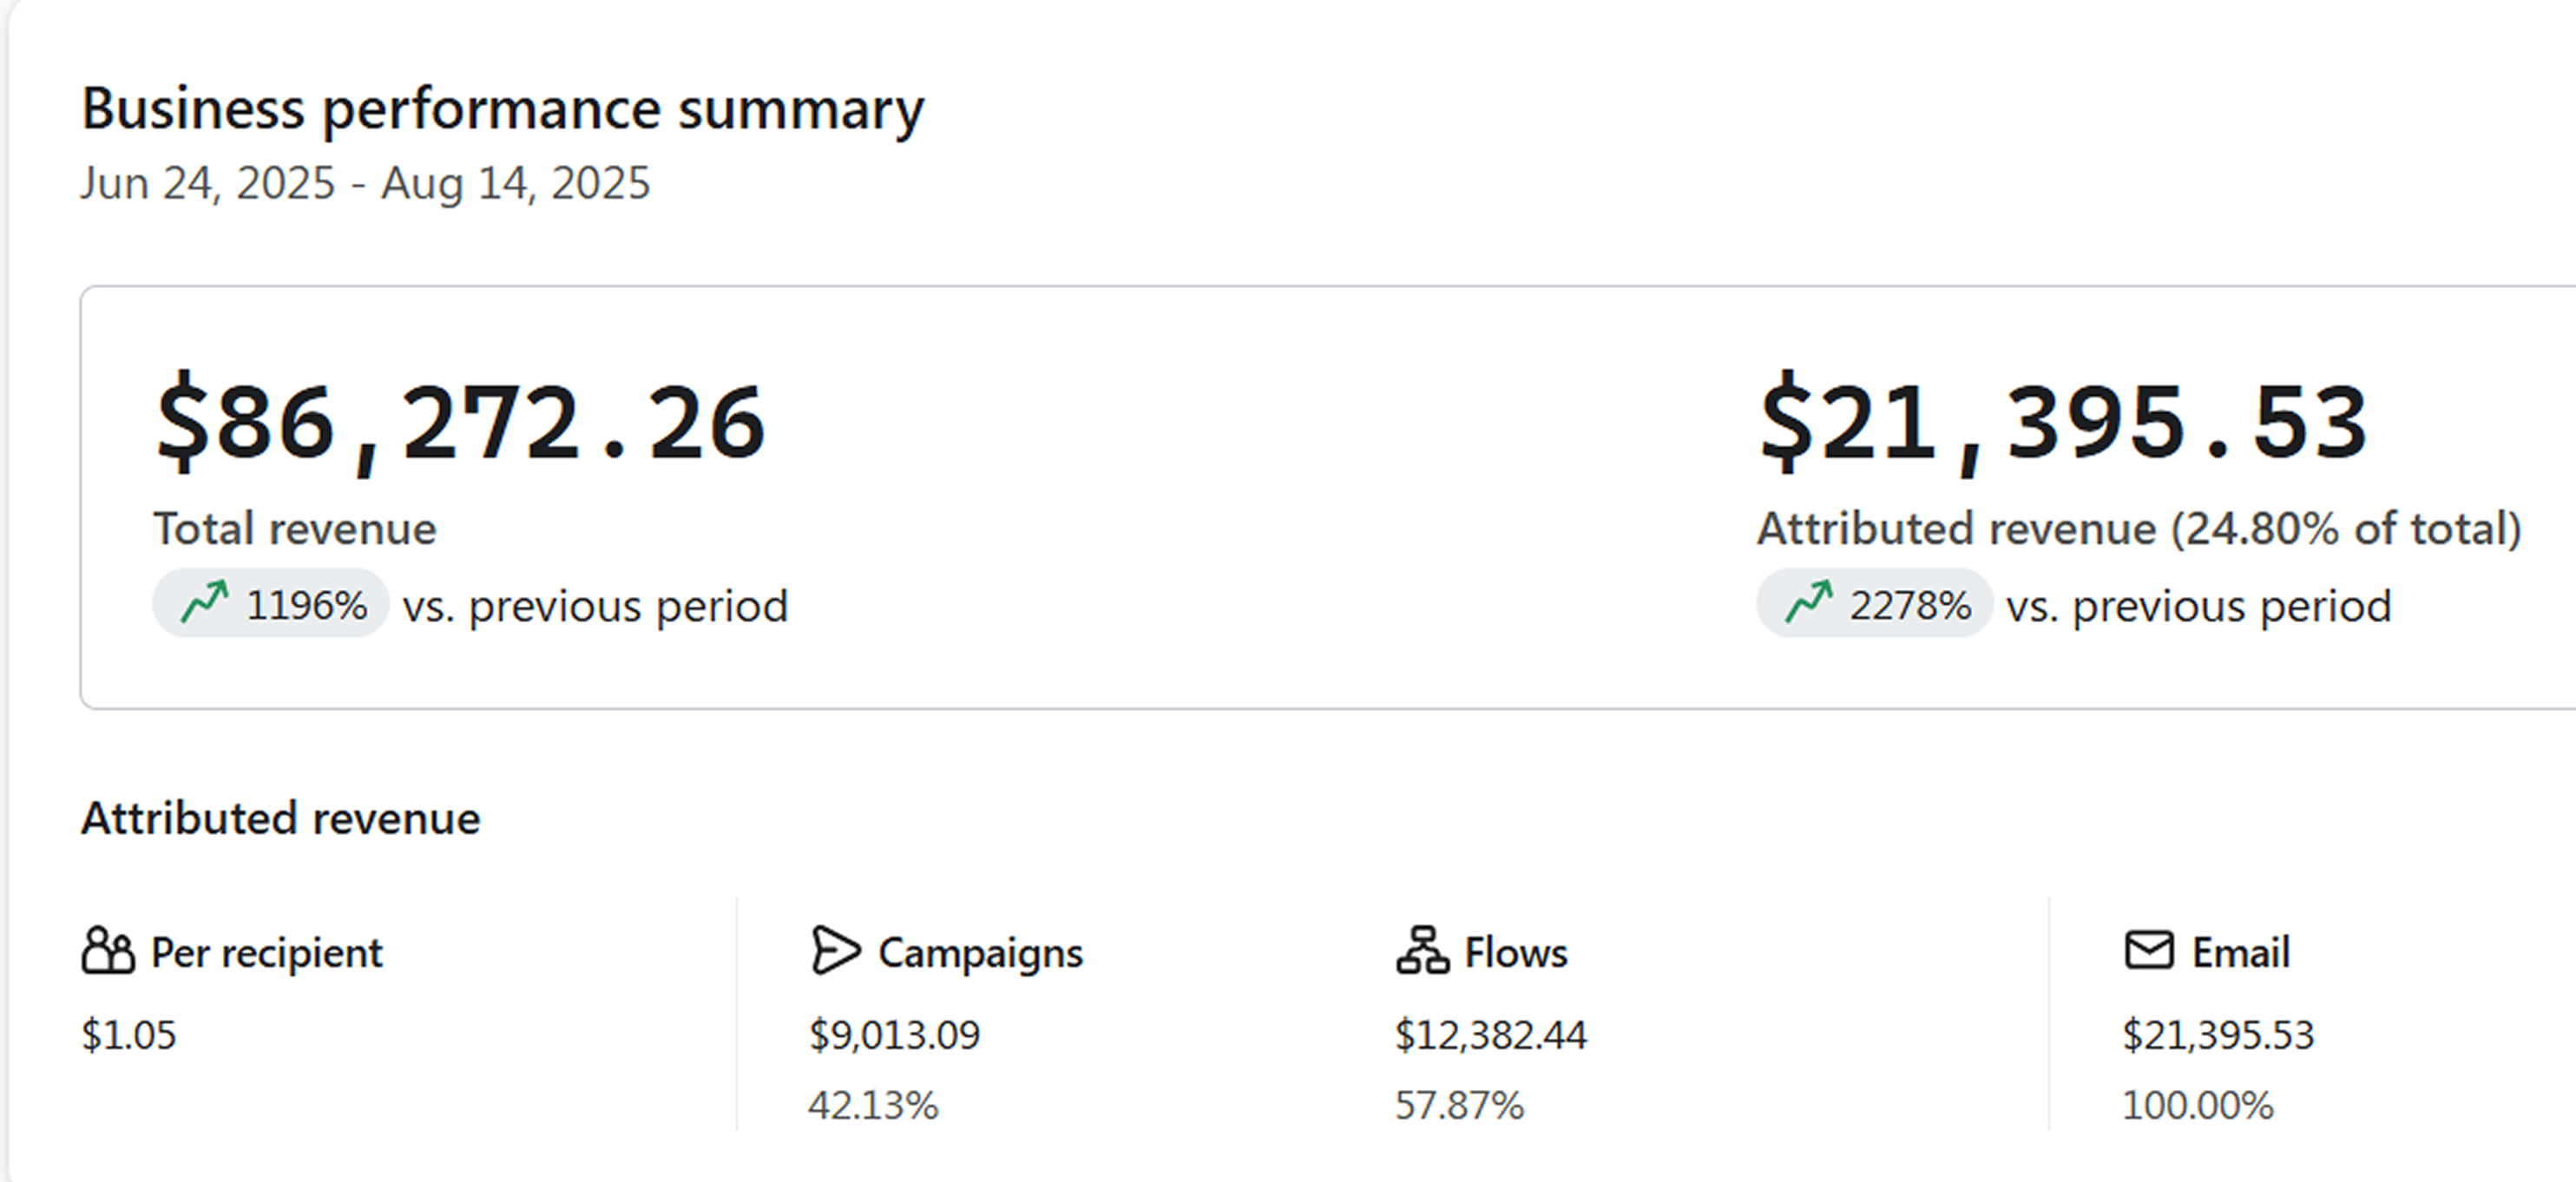 Business performance summary
Jun 24, 2025 - Aug 14, 2025
$86,272.26
Total revenue
1196% vs. previous period
$21,395.53
Attributed revenue (24.80% of total)
2278% vs. previous period
Attributed revenue
Per recipient
$1.05
Campaigns
$9,013.09
42.13%
Flows
$12,382.44
57.87%
Email
$21,395.53
100.00%